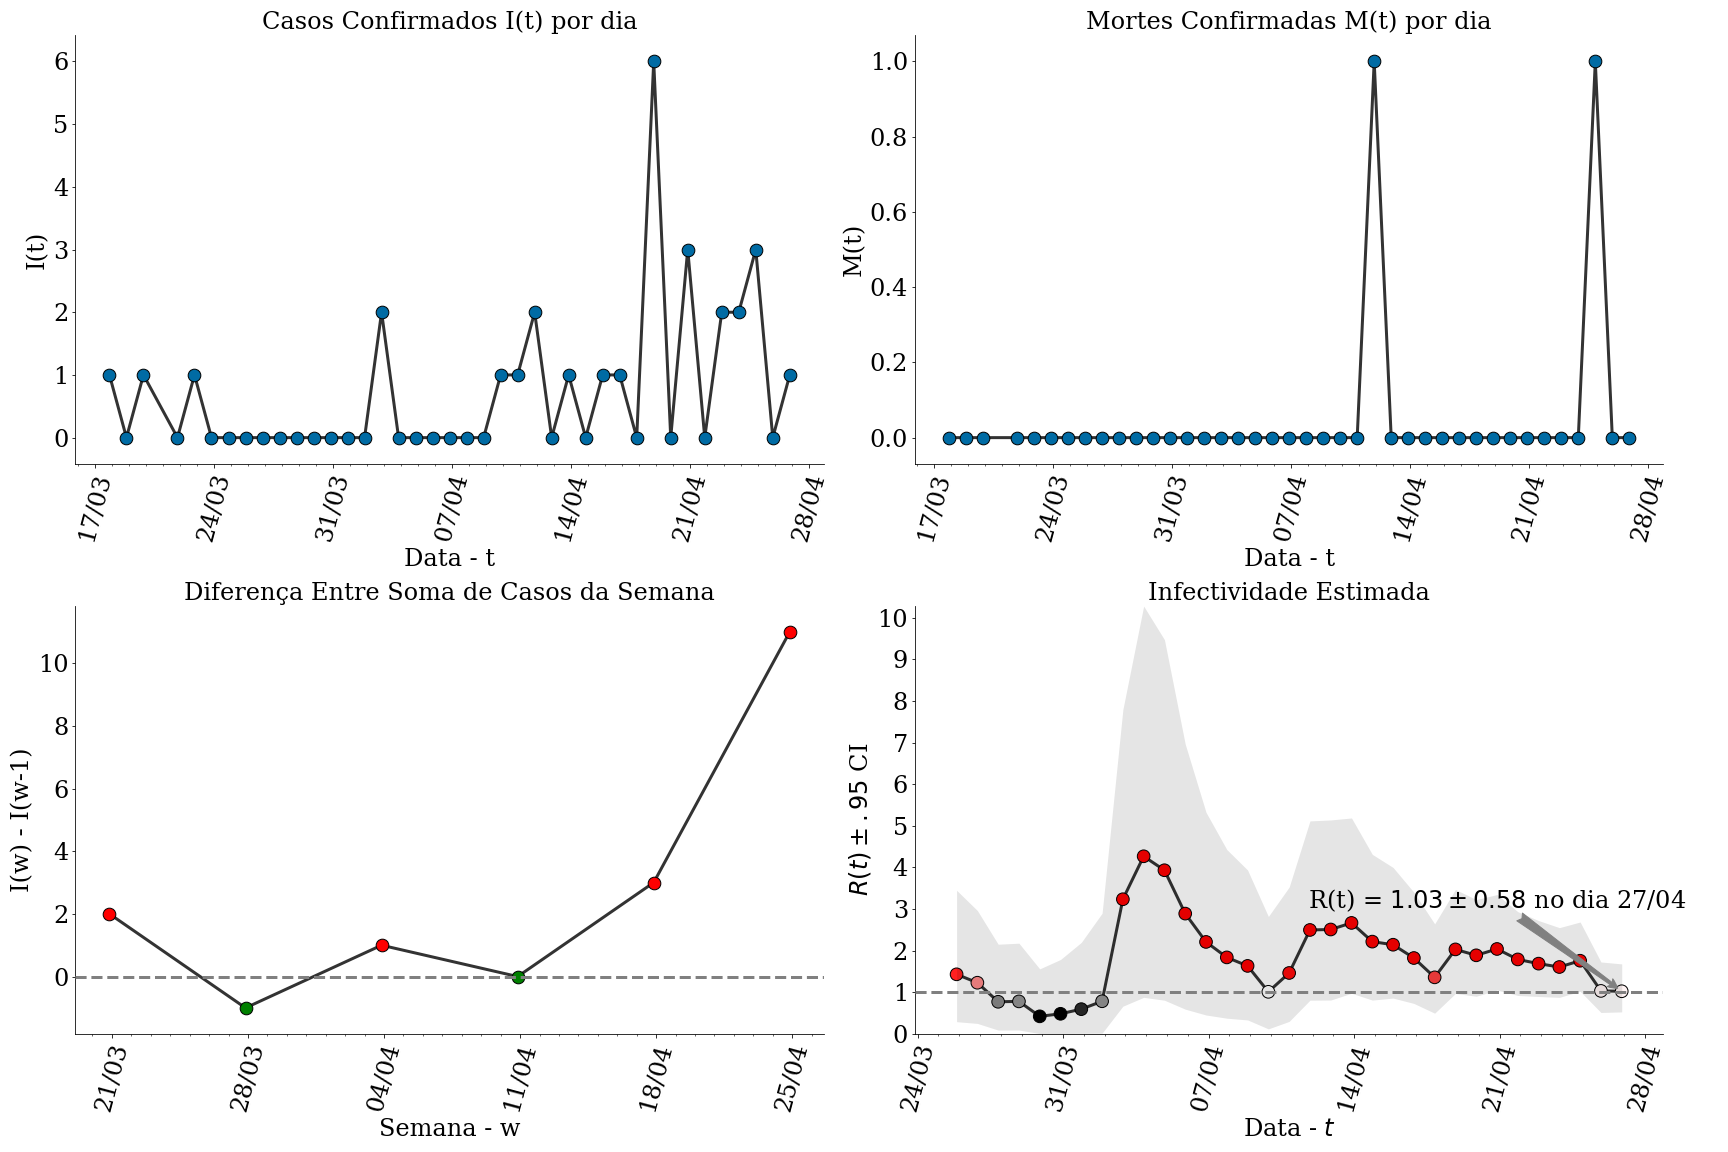 Casos Confirmados I(t) por dia
I(t)
6
5
4
3
2
1
0
17/03 24/03 31/03 07/04 14/04 21/04 28/04
Data - t
Mortes Confirmadas M(t) por dia
M(t)
1.0
0.8
0.6
0.4
0.2
0.0
17/03 24/03 31/03 07/04 14/04 21/04 28/04
Data - t
Diferença Entre Soma de Casos da Semana
I(w) - I(w-1)
10
8
6
4
2
0
21/03 28/03 04/04 11/04 18/04 25/04
Semana - w
Infectividade Estimada
R(t) ± .95 CI
10
9
8
7
6
5
4
3
2
1
0
R(t) = 1.03 ± 0.58 no dia 27/04
24/03 31/03 07/04 14/04 21/04 28/04
Data - t